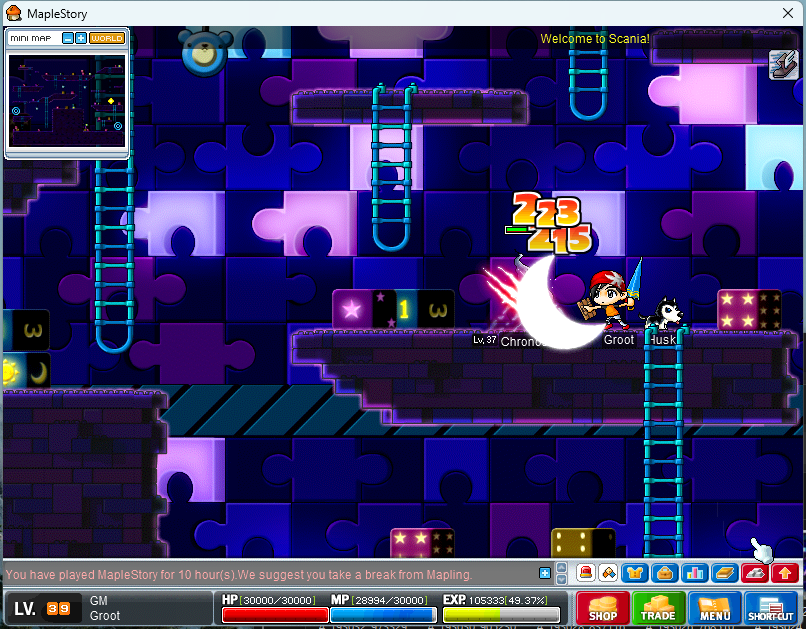 MapleStory
MINI MAP
WORLD
Welcome to Scania!
223
215
1
Lv. 37
Groot
Husk
You have played MapleStory for 10 hour(s).We suggest you take a break from Mapling.
LV. 39
GM
Groot
HP[30000/30000] MP[28994/30000] EXP 105333[49.37%]
SHOP
TRADE
MENU
SHORTCUT